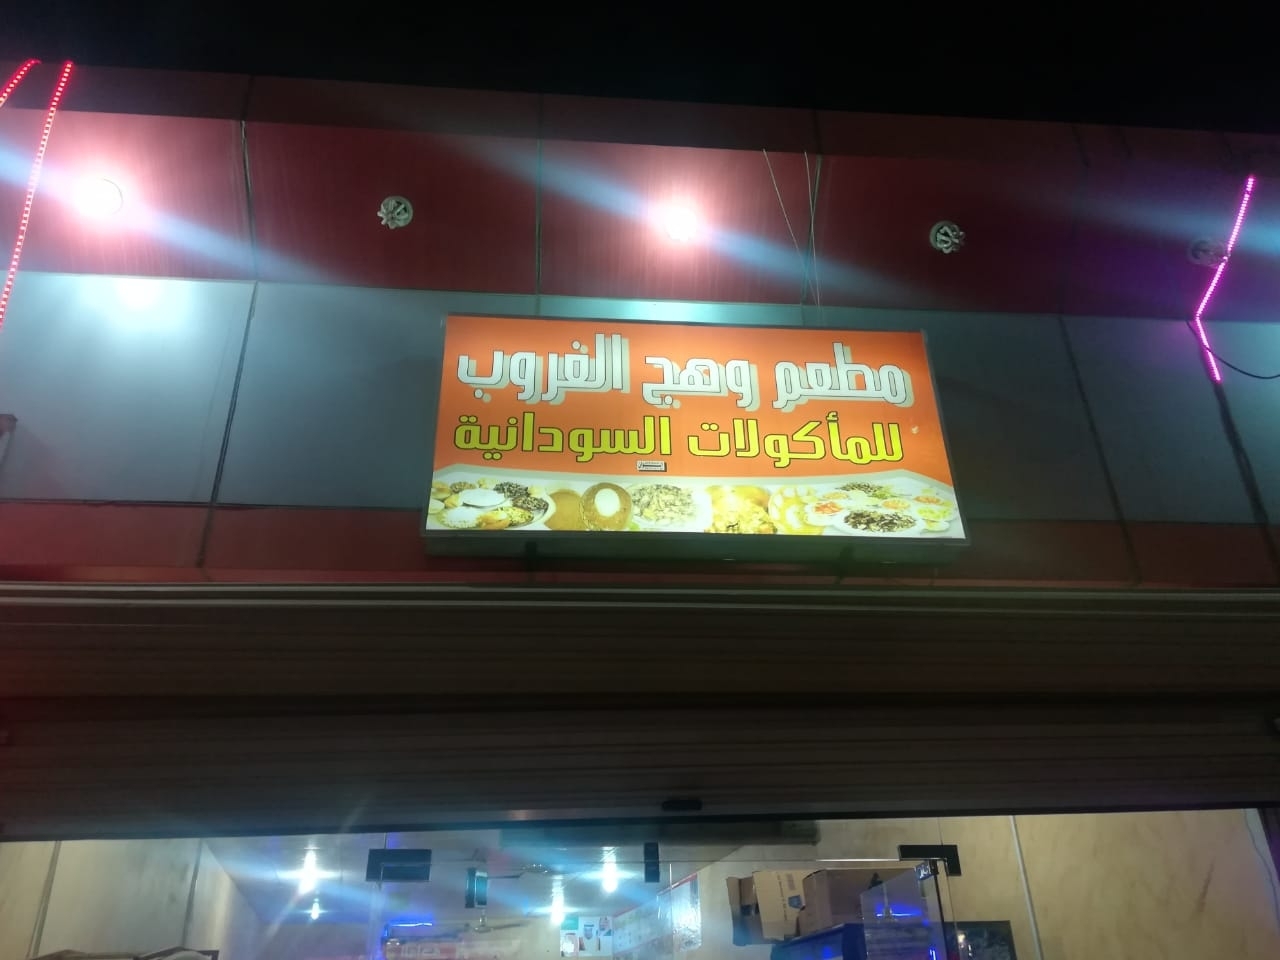 مطعم وهج الغروب
للمأكولات السودانية